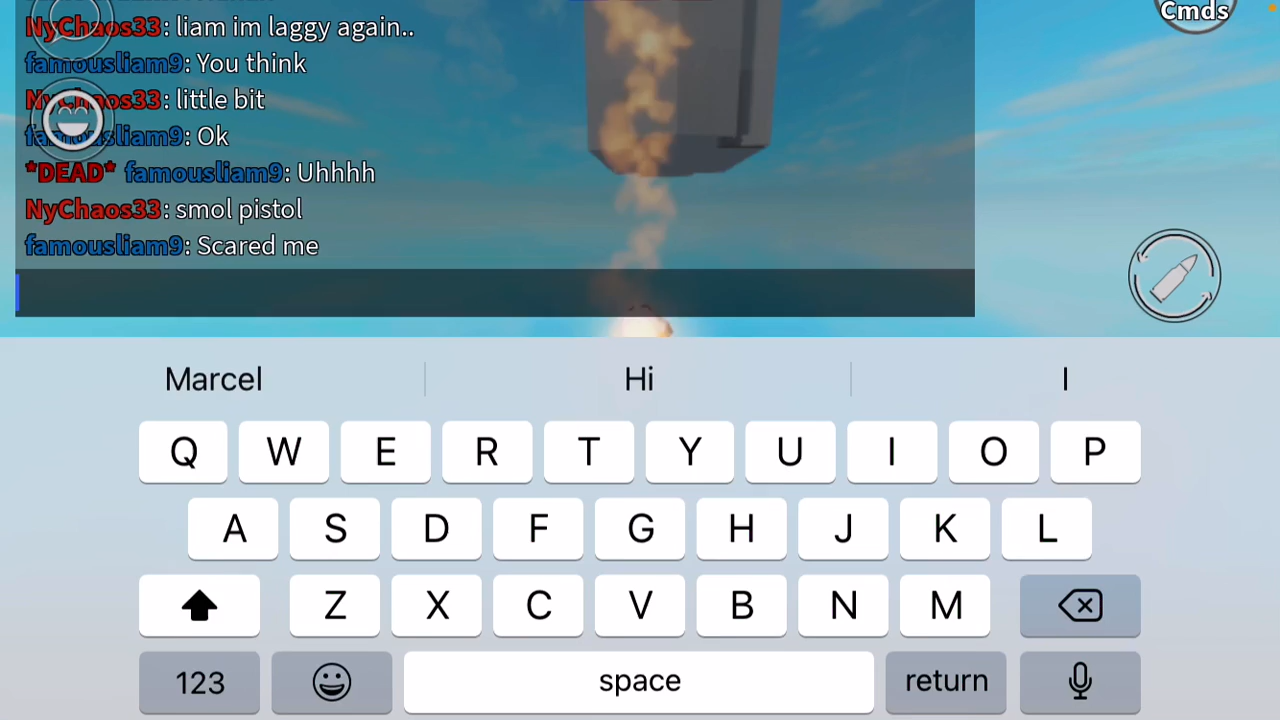 Cmds
NyChaos33: liam im laggy again..
famousliam9: You think
NyChaos33: little bit
famousliam9: Ok
*DEAD* famousliam9: Uhhhh
NyChaos33: smol pistol
famousliam9: Scared me
Marcel Hi I
Q W E R T Y U I O P
A S D F G H J K L
Z X C V B N M
123 space return